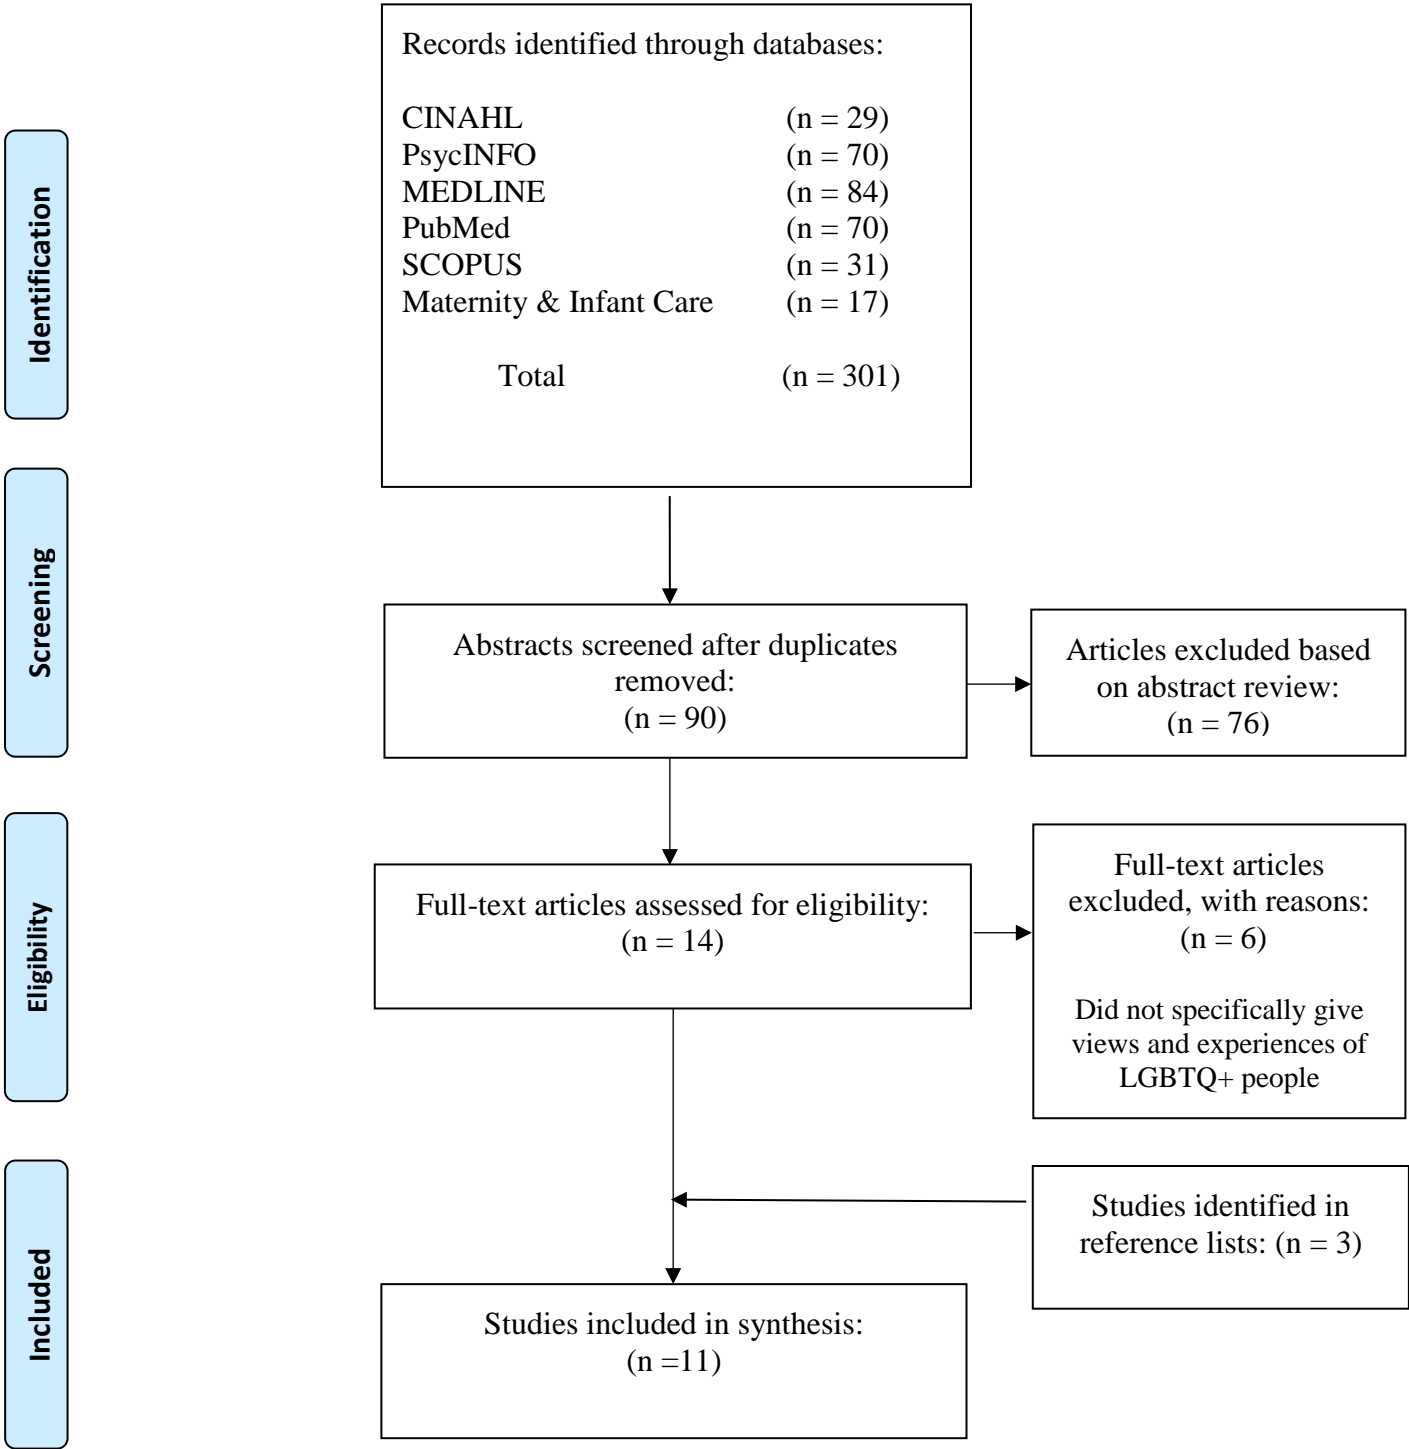 Records identified through databases:
CINAHL (n = 29)
PsycINFO (n = 70)
MEDLINE (n = 84)
PubMed (n = 70)
SCOPUS (n = 31)
Maternity & Infant Care (n = 17)
Total (n = 301)
Identification
Screening
Abstracts screened after duplicates
removed:
(n = 90)
Articles excluded based
on abstract review:
(n = 76)
Eligibility
Full-text articles assessed for eligibility:
(n = 14)
Full-text articles
excluded, with reasons:
(n = 6)
Did not specifically give
views and experiences of
LGBTQ+ people
Included
Studies identified in
reference lists: (n = 3)
Studies included in synthesis:
(n =11)